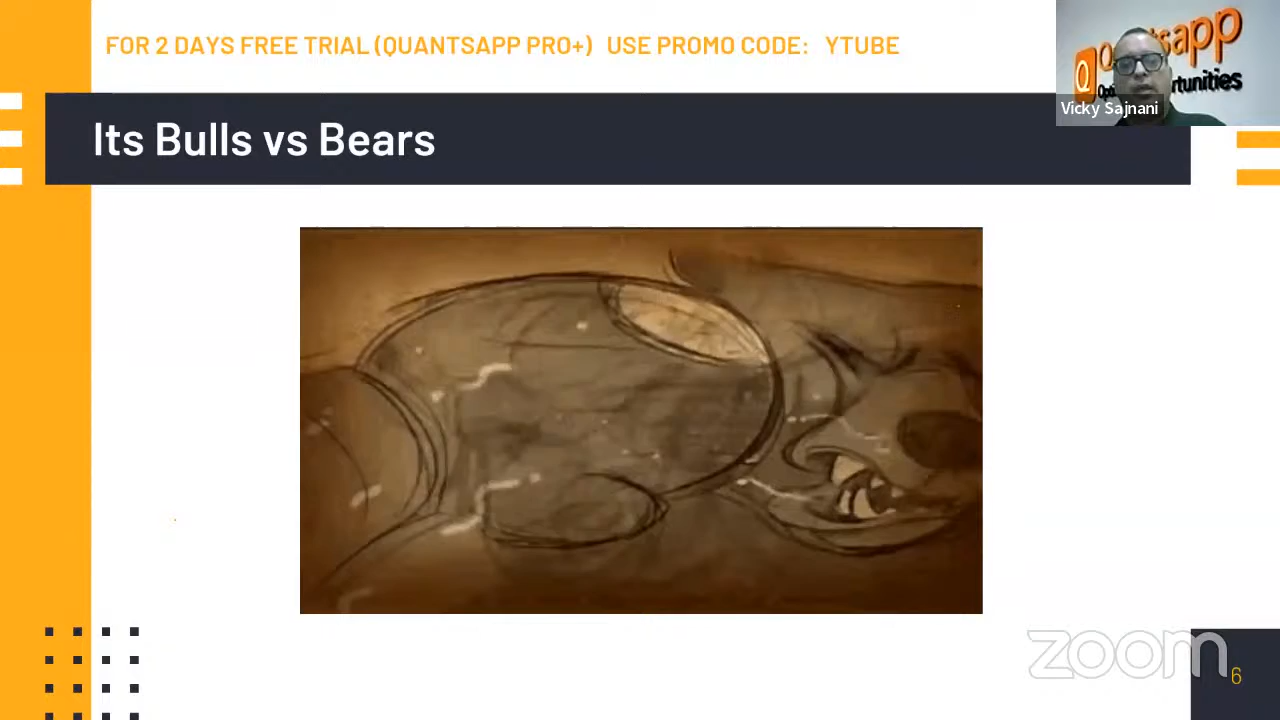 FOR 2 DAYS FREE TRIAL (QUANTSAPP PRO+) USE PROMO CODE: YTUBE
Its Bulls vs Bears
Vicky Sajnani
zoom
6